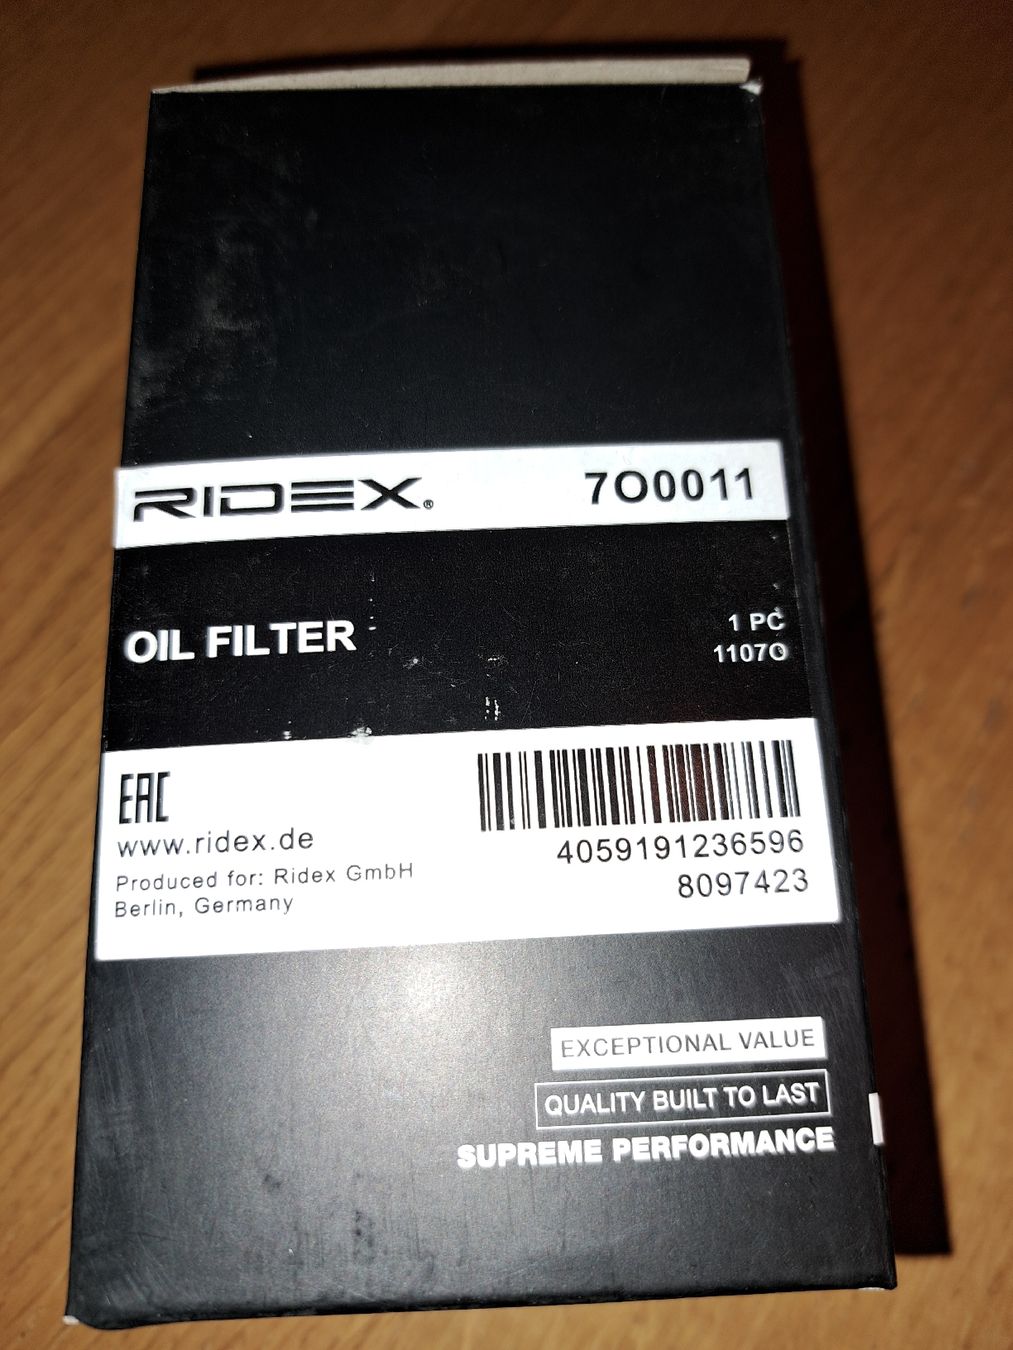 RIDEX®
7O0011
OIL FILTER
1 PC
1107O
EAC
www.ridex.de
Produced for: Ridex GmbH
Berlin, Germany
4059191236596
8097423
EXCEPTIONAL VALUE
QUALITY BUILT TO LAST
SUPREME PERFORMANCE